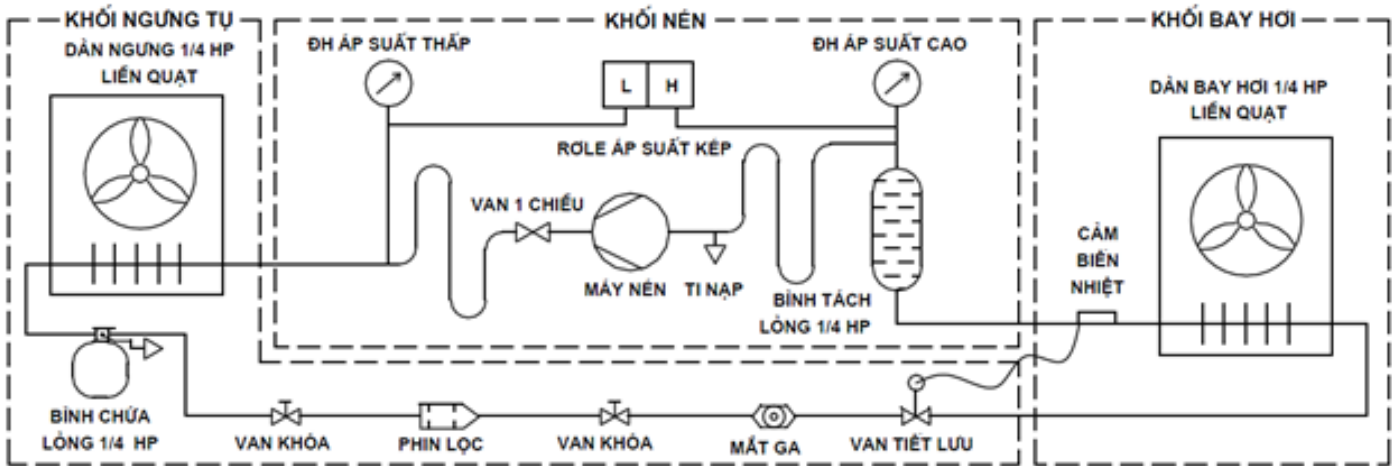 KHỐI NGƯNG TỤ
DÀN NGƯNG 1/4 HP
LIỀN QUẠT
KHỐI NÉN
ĐH ÁP SUẤT THẤP
ĐH ÁP SUẤT CAO
L H
RƠLE ÁP SUẤT KÉP
VAN 1 CHIỀU
MÁY NÉN
TI NẠP
BÌNH TÁCH
LỎNG 1/4 HP
KHỐI BAY HƠI
DÀN BAY HƠI 1/4 HP
LIỀN QUẠT
CẢM
BIẾN
NHIỆT
BÌNH CHỨA
LỎNG 1/4 HP
VAN KHÓA
PHIN LỌC
VAN KHÓA
MẮT GA
VAN TIẾT LƯU